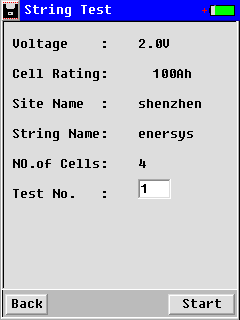 String Test
Voltage : 2.0V
Cell Rating: 100Ah
Site Name : shenzhen
String Name: enersys
NO.of Cells: 4
Test No. : 1
Back Start